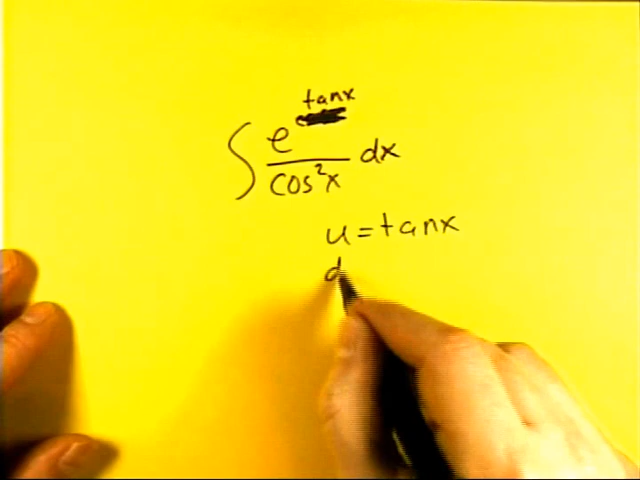 ∫ e^tanx / cos²x dx
u = tanx
d